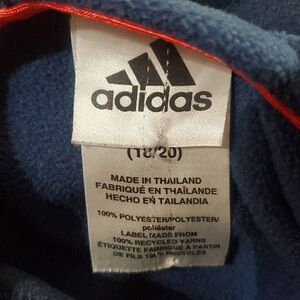 adidas
(18/20)
MADE IN THAILAND
FABRIQUÉ EN THAÏLANDE
HECHO EN TAILANDIA
100% POLYESTER/POLYESTER/
poliéster
LABEL MADE FROM
100% RECYCLED YARNS
ÉTIQUETTE FABRIQUÉ À PARTIR
DE FILS 100% RECYCLÉS